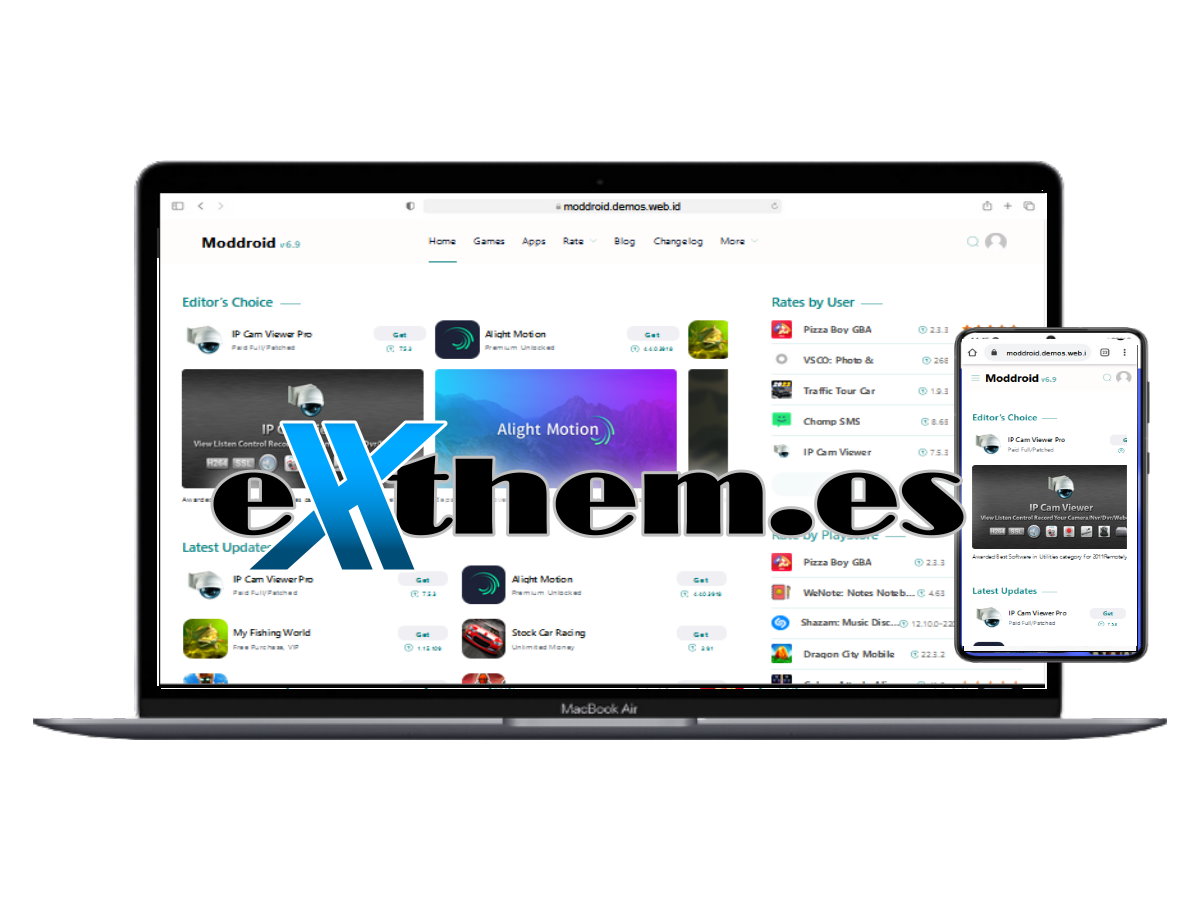 moddroid.demos.web.id
Moddroid v6.9
Home Games Apps Rate Blog Changelog More
Editor's Choice
IP Cam Viewer Pro
Paid Full/Patched
Get
7.5.3
Alight Motion
Premium Unlocked
Get
4.4.0.3918
View Listen Control Record
H264 SSL
Alight Motion
Awarded
eXthem.es
Latest Updates
IP Cam Viewer Pro
Paid Full/Patched
Get
7.5.3
Alight Motion
Premium Unlocked
Get
4.4.0.3918
My Fishing World
Free Purchase, VIP
Get
1.13.109
Stock Car Racing
Unlimited Money
Get
3.9.1
Rates by User
Pizza Boy GBA 2.3.3
VSCO: Photo & 268
Traffic Tour Car 1.9.3
Chomp SMS 8.68
IP Cam Viewer 7.5.3
Rate by Playstore
Pizza Boy GBA 2.3.3
WeNote: Notes Noteb... 4.63
Shazam: Music Disc... 12.10.0-220
Dragon City Mobile 22.3.2
MacBook Air
moddroid.demos.web.i
Moddroid v6.9
Editor's Choice
IP Cam Viewer Pro
Paid Full/Patched
G
IP Cam Viewer
View Listen Control Record Your Camera/Nvr/Dvr/Web
H264 SSL
Awarded Best Software in Utilities category for 2011Remotely
Latest Updates
IP Cam Viewer Pro
Paid Full/Patched
Get
7.5.3